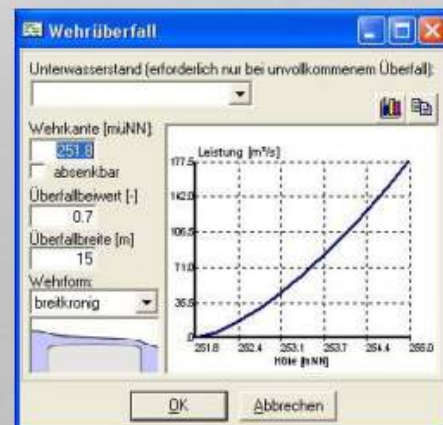 Wehrüberfall
Unterwasserstand (erforderlich nur bei unvollkommenem Überfall):
Wehrkante [müNN]:
251.8
absenkbar
Überfallbeiwert [-]
0.7
Überfallbreite [m]
15
Wehrform:
breitkronig
Leistung [m³/s]
177.5
142.0
106.5
71.0
35.5
0
251.8 252.4 253.1 253.7 254.4 255.0
Höhe [mNN]
OK Abbrechen